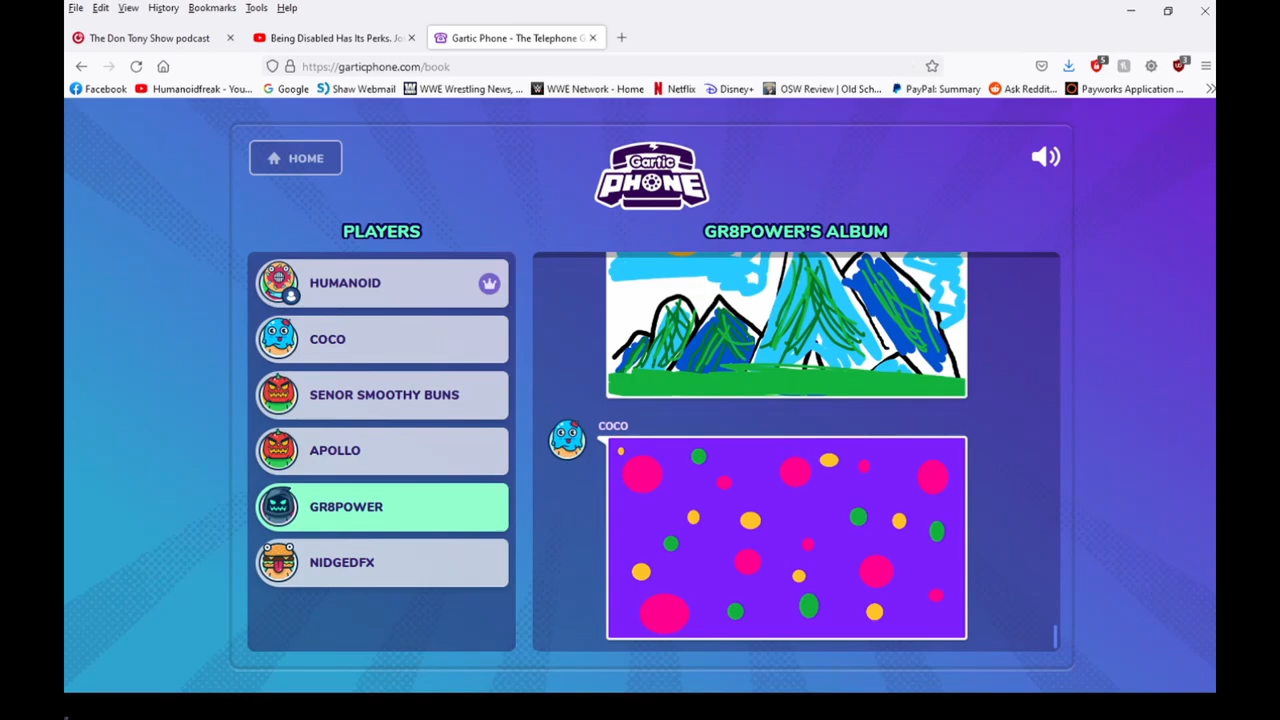 File Edit View History Bookmarks Tools Help
The Don Tony Show podcast
Being Disabled Has Its Perks. Jo
Gartic Phone - The Telephone G
https://garticphone.com/book
5
3
Facebook
Humanoidfreak - You...
Google
Shaw Webmail
WWE Wrestling News, ...
WWE Network - Home
Netflix
Disney+
OSW Review | Old Sch...
PayPal: Summary
Ask Reddit...
Payworks Application ...
HOME
Gartic
PHONE
PLAYERS
GR8POWER'S ALBUM
HUMANOID
COCO
SENOR SMOOTHY BUNS
APOLLO
GR8POWER
NIDGEDFX
COCO